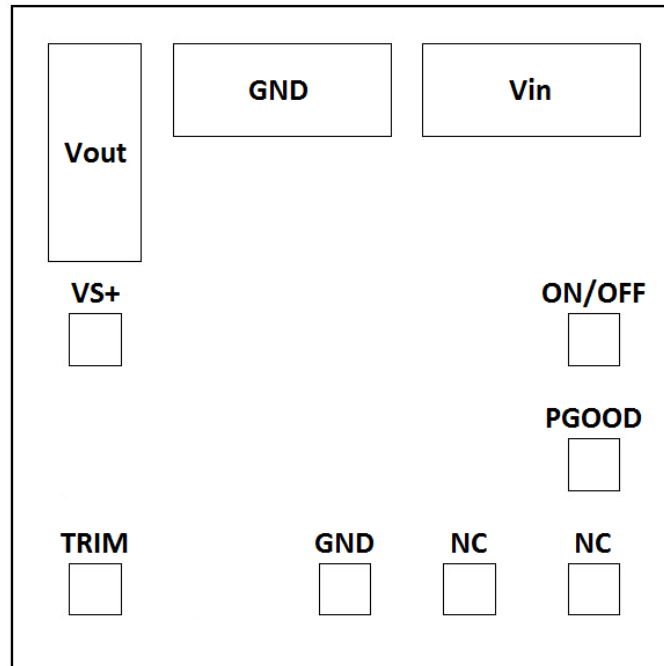 GND
Vin
Vout
VS+
ON/OFF
PGOOD
TRIM
GND
NC
NC